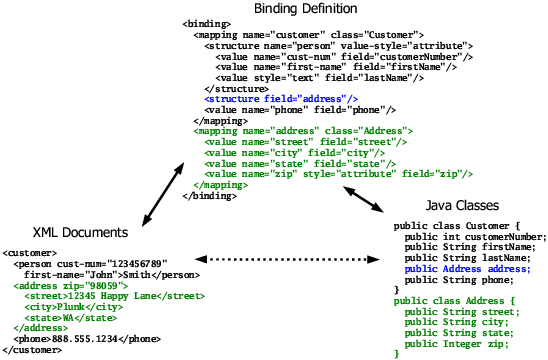 Binding Definition
<binding>
<mapping name="customer" class="Customer">
<structure name="person" value-style="attribute">
<value name="cust-num" field="customerNumber"/>
<value name="first-name" field="firstName"/>
<value style="text" field="lastName"/>
</structure>
<structure field="address"/>
<value name="phone" field="phone"/>
</mapping>
<mapping name="address" class="Address">
<value name="street" field="street"/>
<value name="city" field="city"/>
<value name="state" field="state"/>
<value name="zip" style="attribute" field="zip"/>
</mapping>
</binding>
XML Documents
<customer>
<person cust-num="123456789"
first-name="John">Smith</person>
<address zip="98059">
<street>12345 Happy Lane</street>
<city>Plunk</city>
<state>WA</state>
</address>
<phone>888.555.1234</phone>
</customer>
Java Classes
public class Customer {
public int customerNumber;
public String firstName;
public String lastName;
public Address address;
public String phone;
}
public class Address {
public String street;
public String city;
public String state;
public Integer zip;
}